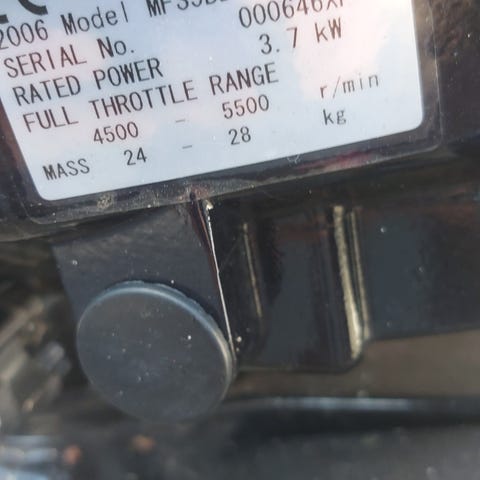 2006 Model
SERIAL No. 000646
RATED POWER 3.7 kW
FULL THROTTLE RANGE
4500 - 5500 r/min
MASS 24 - 28 kg